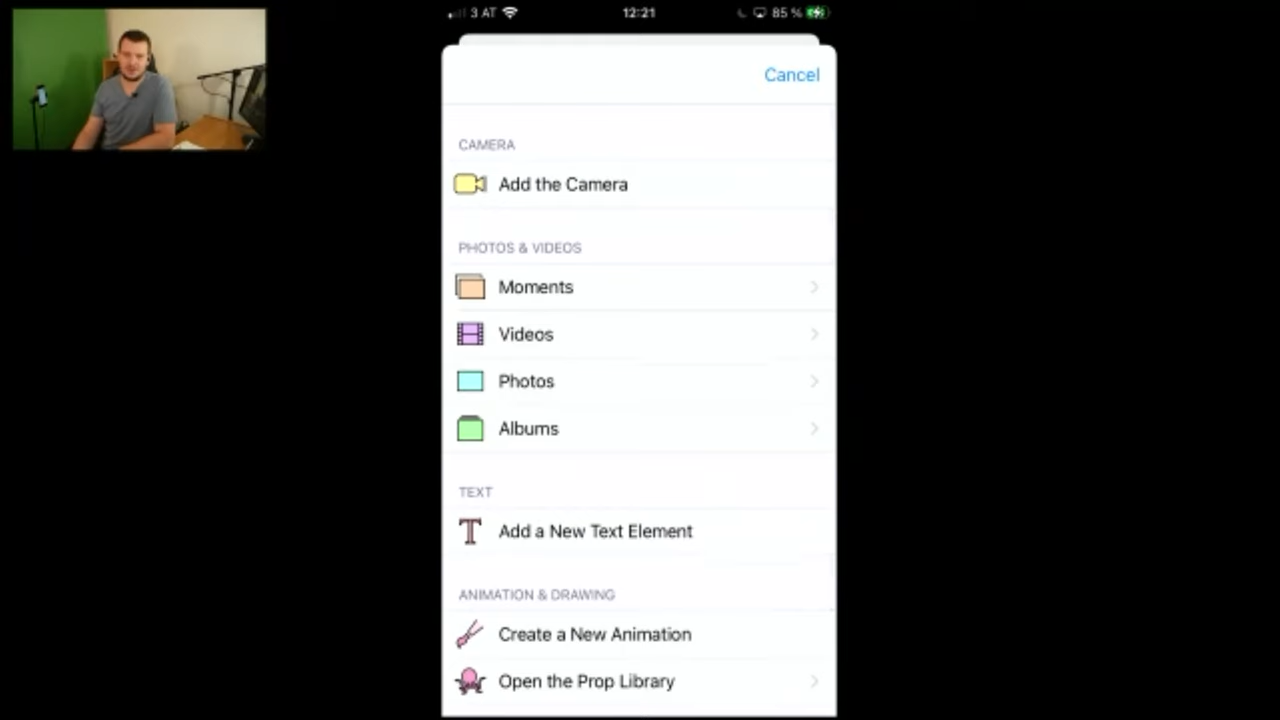 3 AT 12:21 85 %
Cancel
CAMERA
Add the Camera
PHOTOS & VIDEOS
Moments
Videos
Photos
Albums
TEXT
T Add a New Text Element
ANIMATION & DRAWING
Create a New Animation
Open the Prop Library